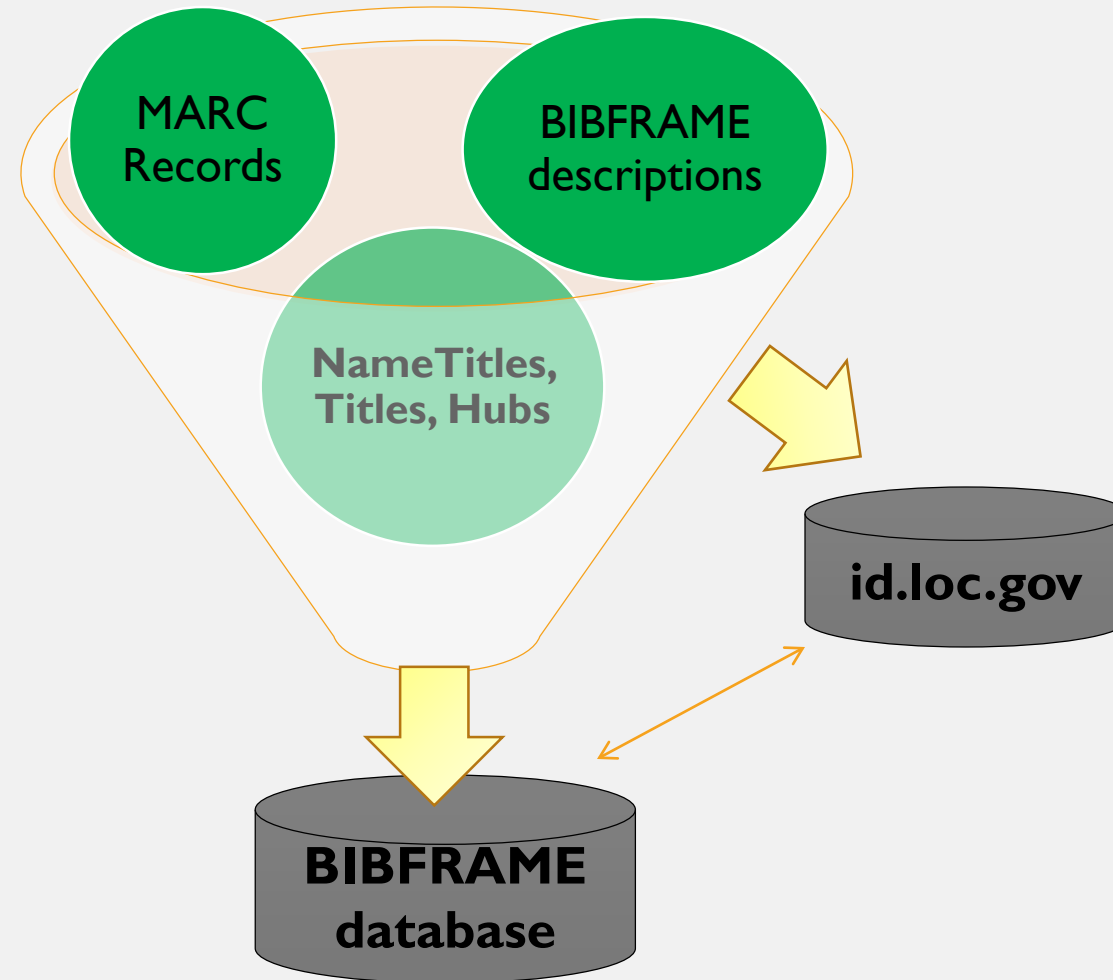 MARC
Records
BIBFRAME
descriptions
NameTitles,
Titles, Hubs
id.loc.gov
BIBFRAME
database